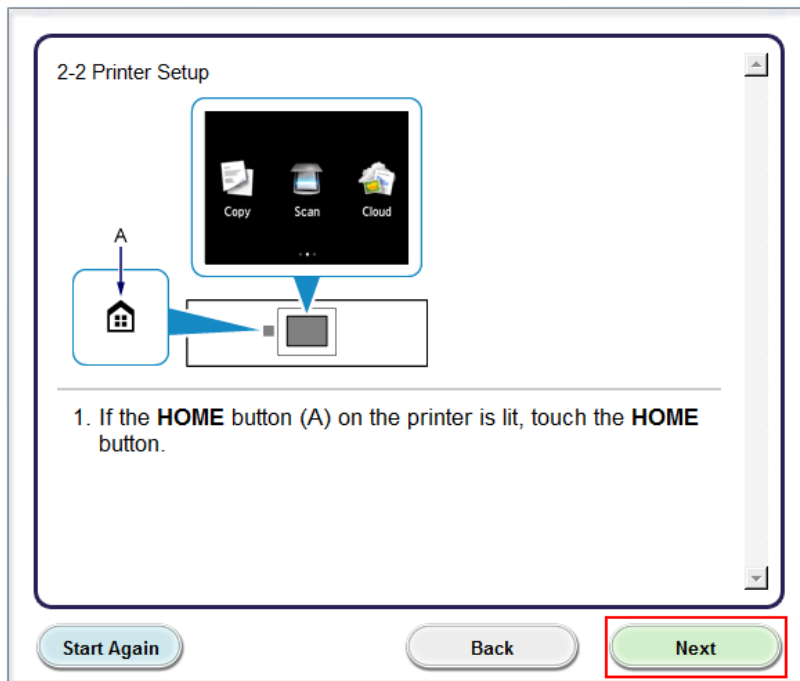 2-2 Printer Setup
Copy
Scan
Cloud
A
1. If the HOME button (A) on the printer is lit, touch the HOME
button.
Start Again
Back
Next